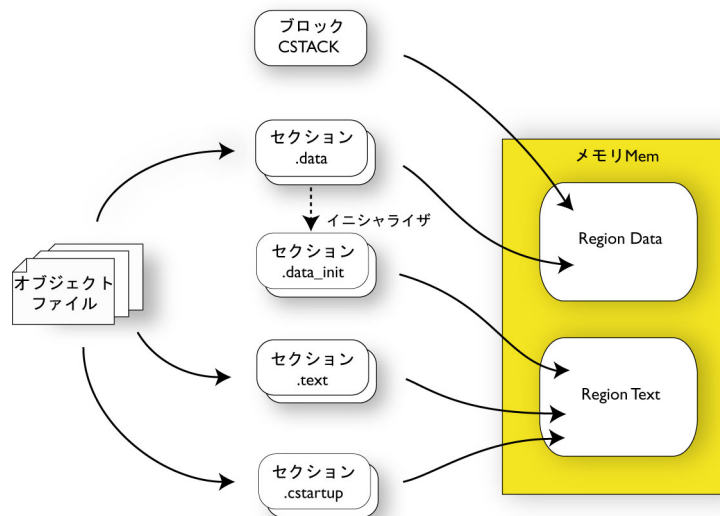 ブロック
CSTACK
セクション
.data
イニシャライザ
セクション
.data_init
オブジェクト
ファイル
セクション
.text
セクション
.cstartup
メモリMem
Region Data
Region Text